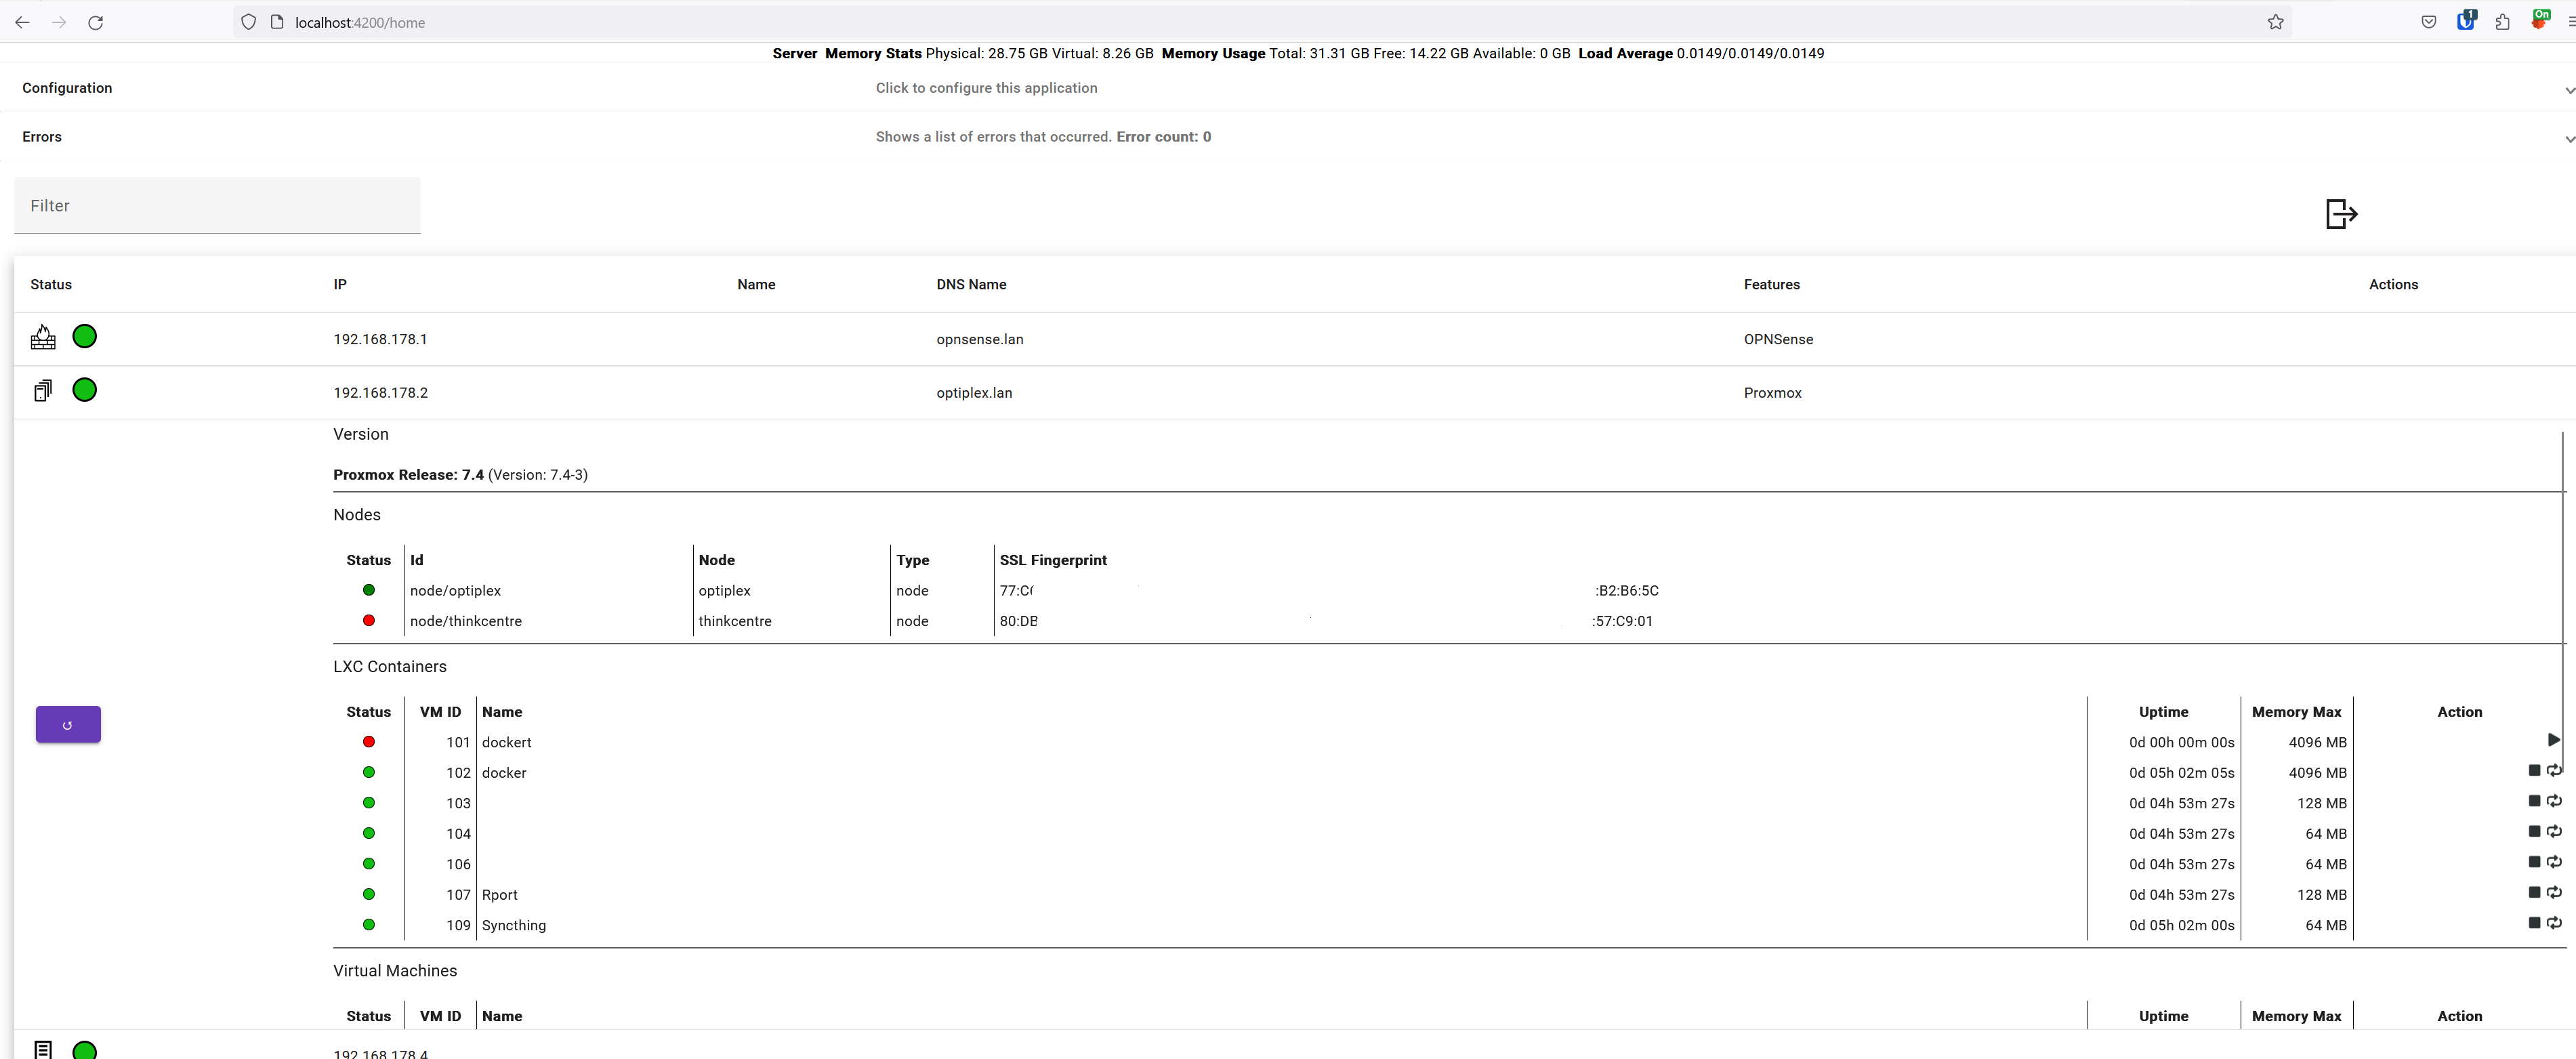 localhost:4200/home
1
On
Server Memory Stats Physical: 28.75 GB Virtual: 8.26 GB Memory Usage Total: 31.31 GB Free: 14.22 GB Available: 0 GB Load Average 0.0149/0.0149/0.0149
Configuration Click to configure this application
Errors Shows a list of errors that occurred. Error count: 0
Filter
Status IP Name DNS Name Features Actions
192.168.178.1 opnsense.lan OPNSense
192.168.178.2 optiplex.lan Proxmox
Version
Proxmox Release: 7.4 (Version: 7.4-3)
Nodes
Status Id Node Type SSL Fingerprint
node/optiplex optiplex node 77:C :B2:B6:5C
node/thinkcentre thinkcentre node 80:DB :57:C9:01
LXC Containers
Status VM ID Name Uptime Memory Max Action
101 dockert 0d 00h 00m 00s 4096 MB
102 docker 0d 05h 02m 05s 4096 MB
103 0d 04h 53m 27s 128 MB
104 0d 04h 53m 27s 64 MB
106 0d 04h 53m 27s 64 MB
107 Rport 0d 04h 53m 27s 128 MB
109 Syncthing 0d 05h 02m 00s 64 MB
Virtual Machines
Status VM ID Name Uptime Memory Max Action
192.168.178.4